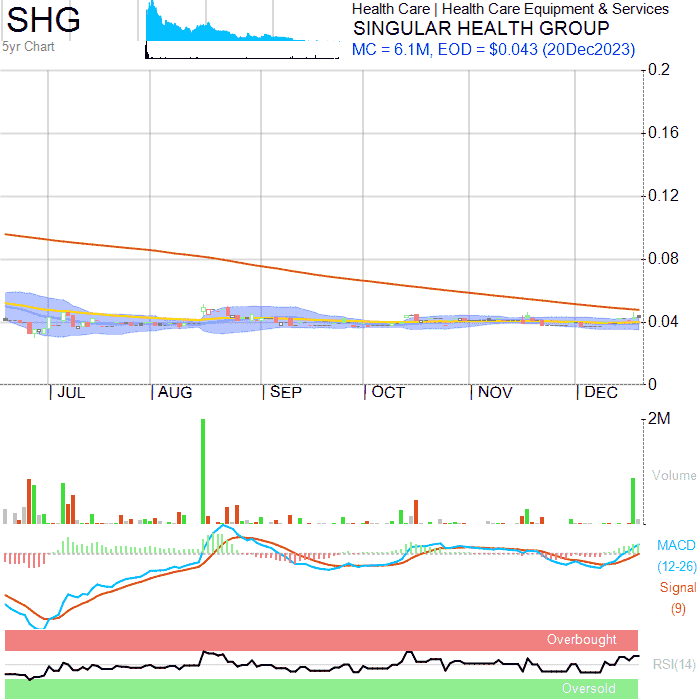 SHG
5yr Chart
Health Care | Health Care Equipment & Services
SINGULAR HEALTH GROUP
MC = 6.1M, EOD = $0.043 (20Dec2023)
0.2
0.16
0.12
0.08
0.04
0
JUL AUG SEP OCT NOV DEC
2M
Volume
MACD
(12-26)
Signal
(9)
Overbought
RSI(14)
Oversold